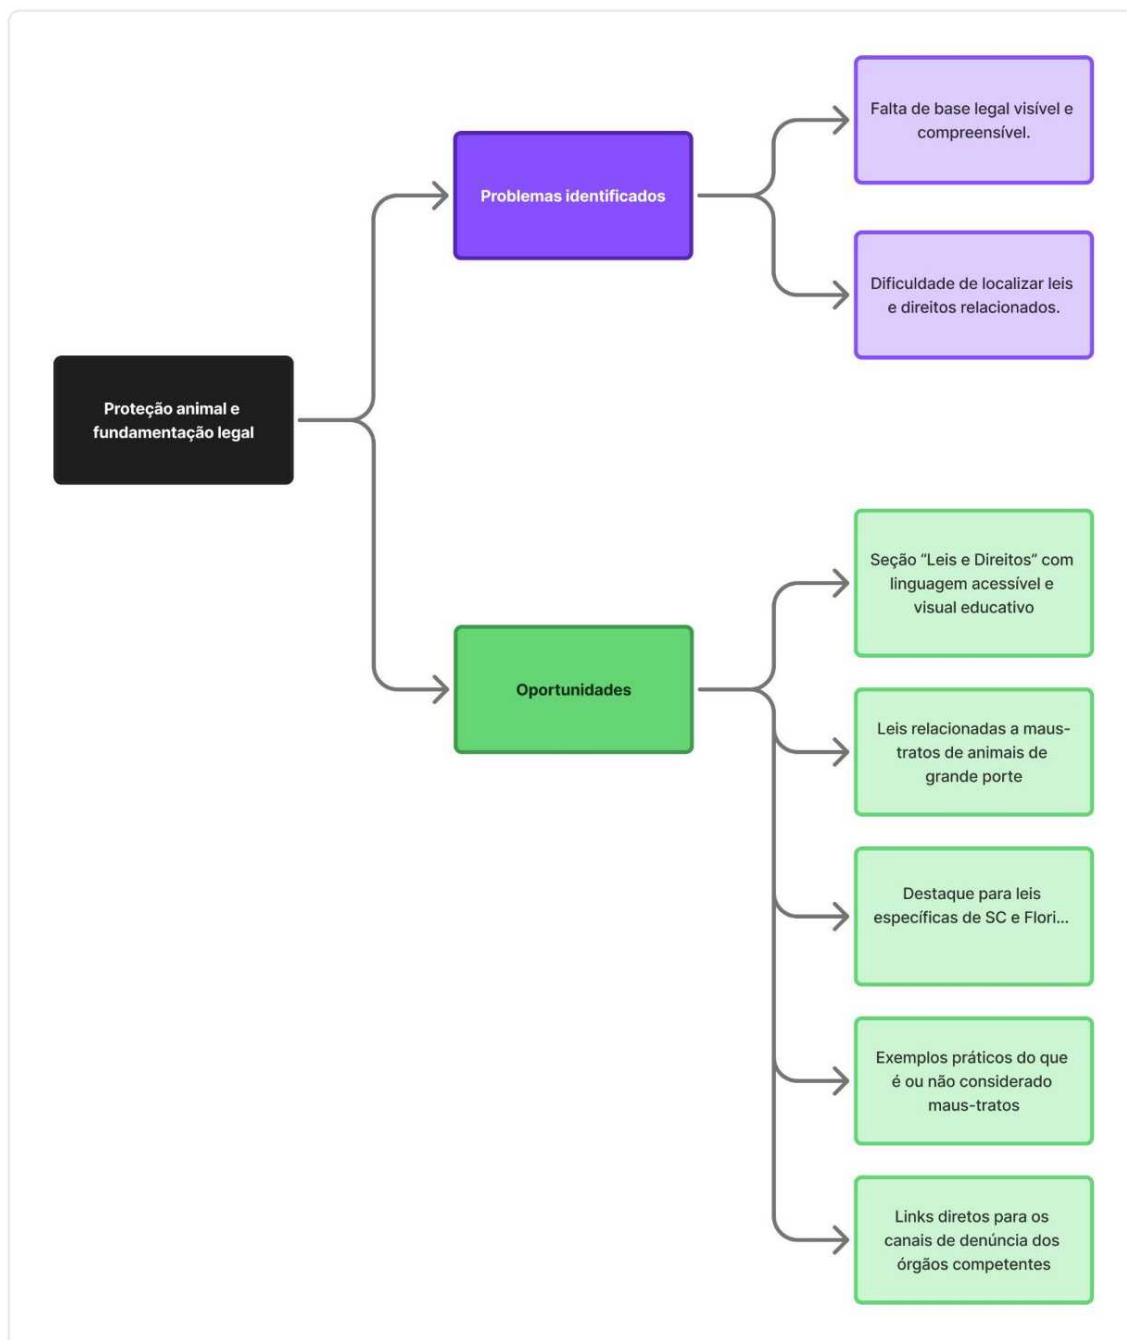 Proteção animal e
fundamentação legal
Problemas identificados
Falta de base legal visível e
compreensível.
Dificuldade de localizar leis
e direitos relacionados.
Oportunidades
Seção “Leis e Direitos” com
linguagem acessível e
visual educativo
Leis relacionadas a maus-
tratos de animais de
grande porte
Destaque para leis
específicas de SC e Flori...
Exemplos práticos do que
é ou não considerado
maus-tratos
Links diretos para os
canais de denúncia dos
órgãos competentes